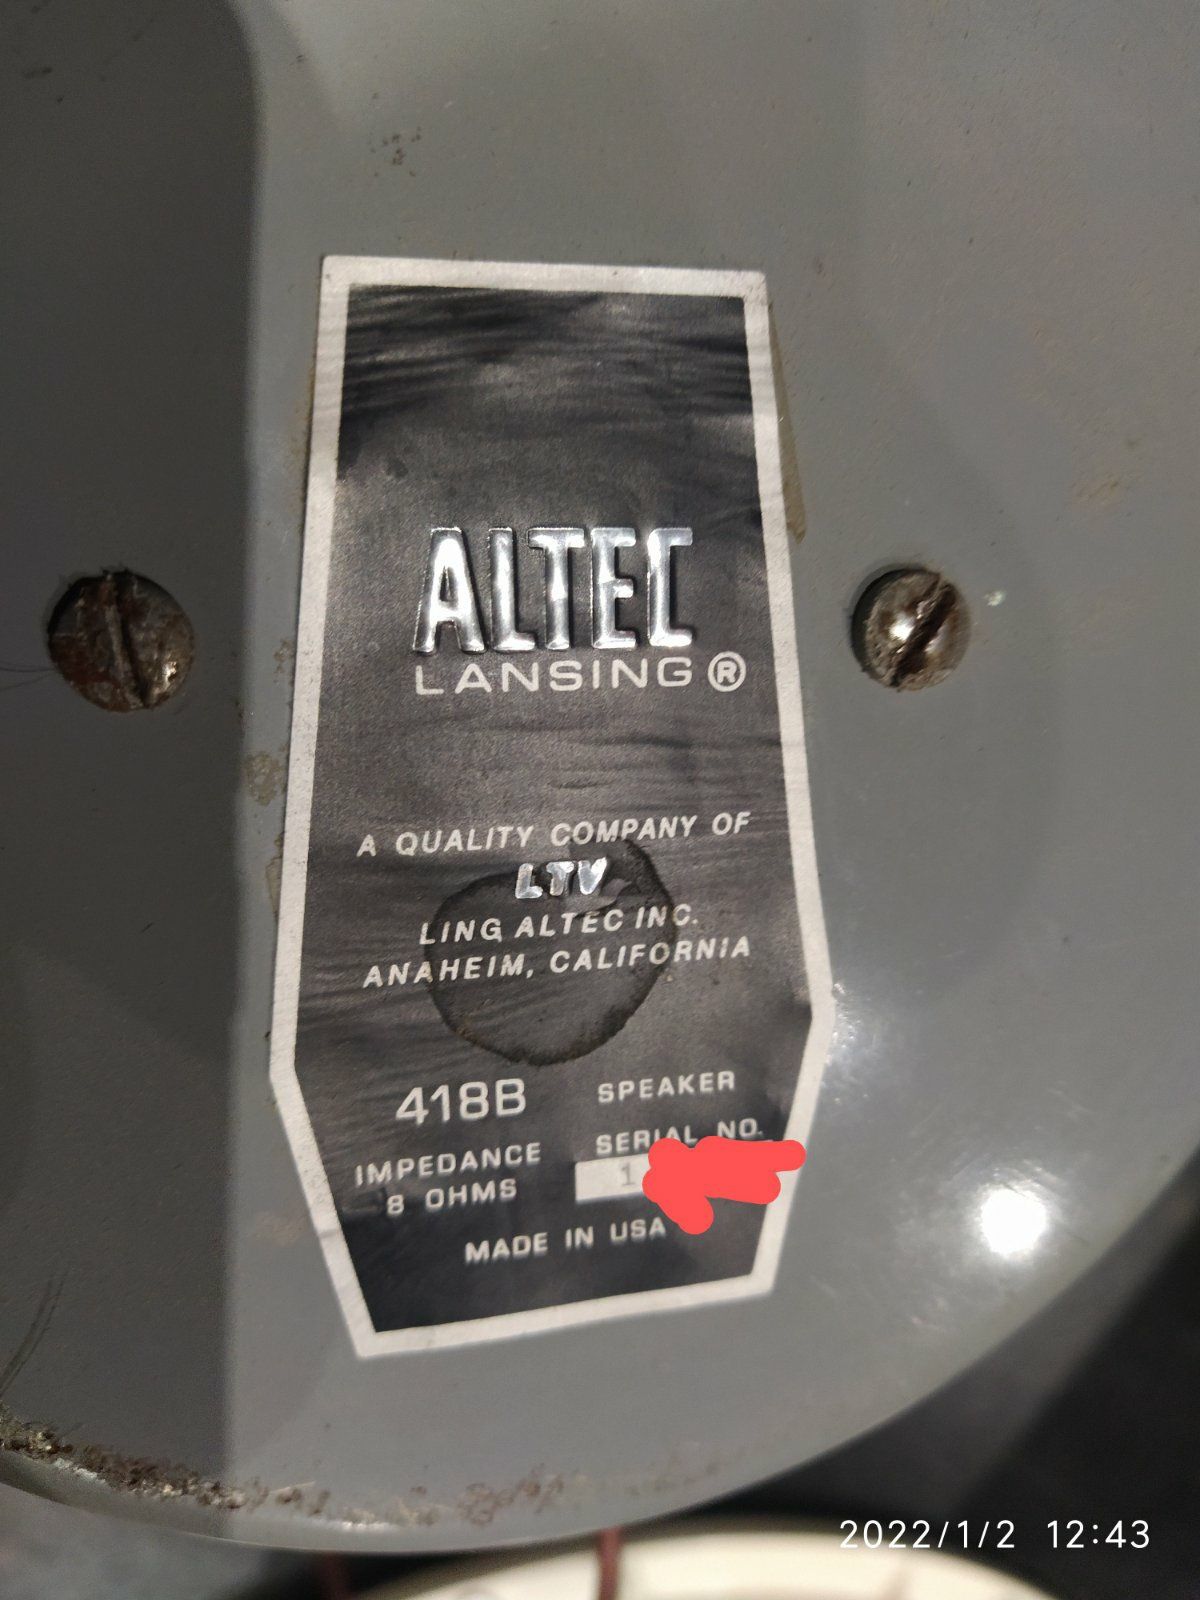 ALTEC
LANSING ®
A QUALITY COMPANY OF
LTV
LING ALTEC INC.
ANAHEIM, CALIFORNIA
418B SPEAKER
IMPEDANCE SERIAL NO.
8 OHMS 1
MADE IN USA
2022/1/2 12:43